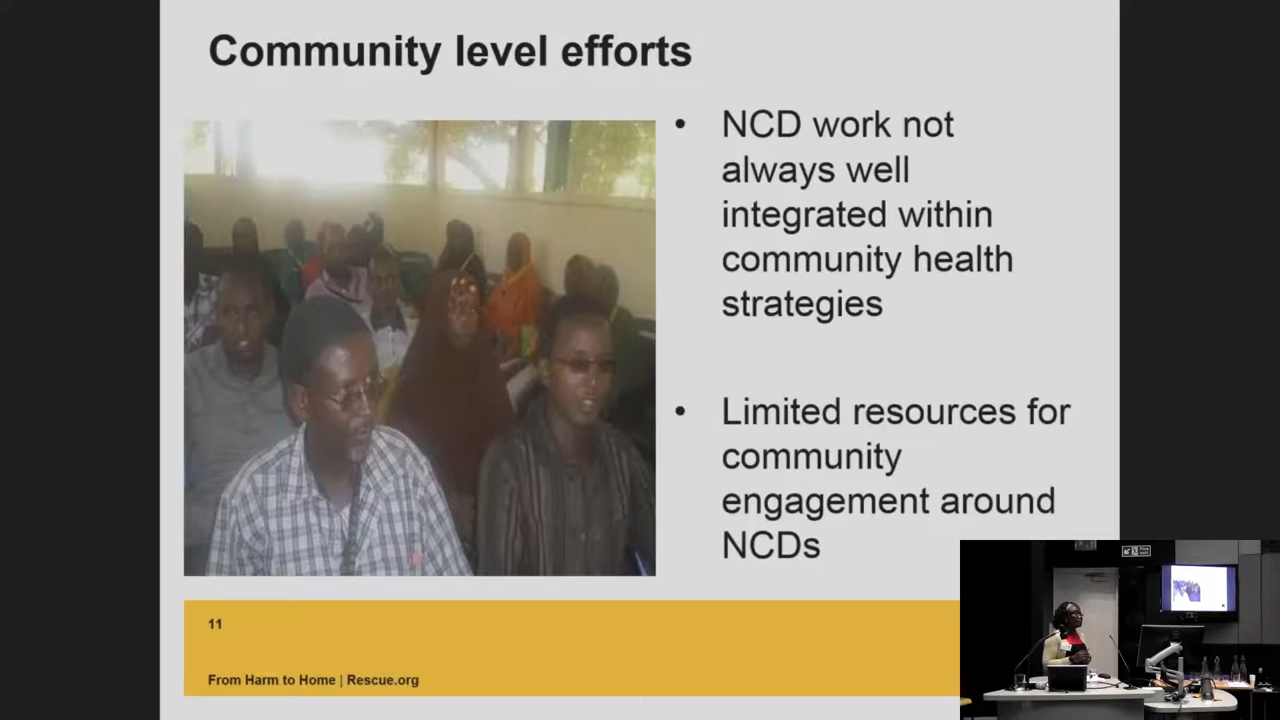 Community level efforts
• NCD work not
always well
integrated within
community health
strategies
• Limited resources for
community
engagement around
NCDs
11
From Harm to Home | Rescue.org